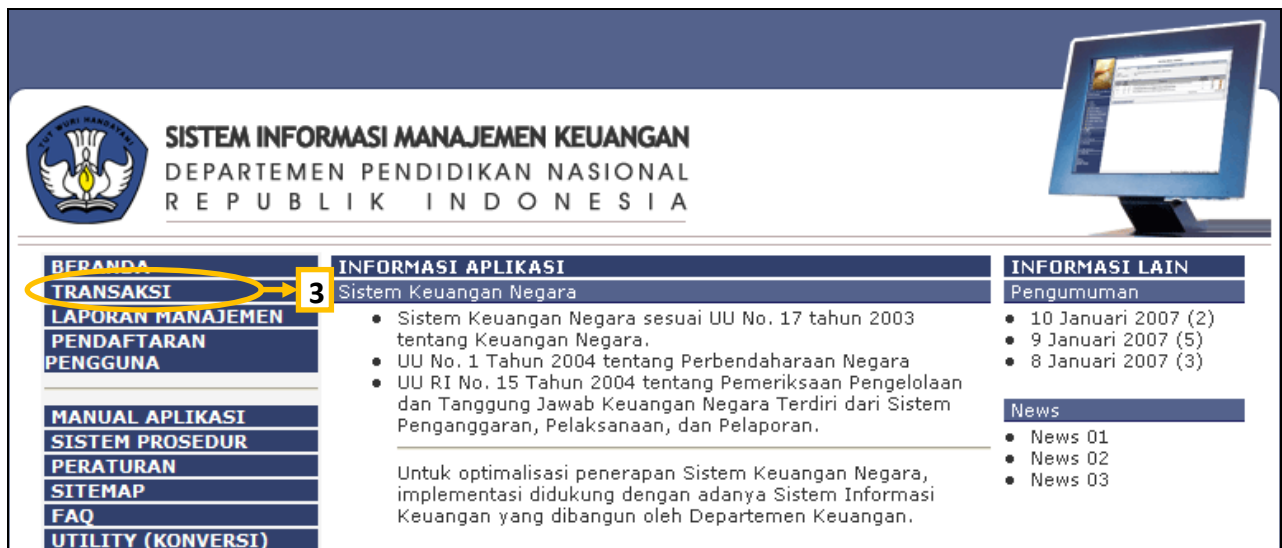 TUT WURI HANDAYANI
SISTEM INFORMASI MANAJEMEN KEUANGAN
DEPARTEMEN PENDIDIKAN NASIONAL
REPUBLIK INDONESIA
BERANDA
TRANSAKSI
3
LAPORAN MANAJEMEN
PENDAFTARAN
PENGGUNA
MANUAL APLIKASI
SISTEM PROSEDUR
PERATURAN
SITEMAP
FAQ
UTILITY (KONVERSI)
INFORMASI APLIKASI
Sistem Keuangan Negara
• Sistem Keuangan Negara sesuai UU No. 17 tahun 2003
tentang Keuangan Negara.
• UU No. 1 Tahun 2004 tentang Perbendaharaan Negara
• UU RI No. 15 Tahun 2004 tentang Pemeriksaan Pengelolaan
dan Tanggung Jawab Keuangan Negara Terdiri dari Sistem
Penganggaran, Pelaksanaan, dan Pelaporan.
Untuk optimalisasi penerapan Sistem Keuangan Negara,
implementasi didukung dengan adanya Sistem Informasi
Keuangan yang dibangun oleh Departemen Keuangan.
INFORMASI LAIN
Pengumuman
• 10 Januari 2007 (2)
• 9 Januari 2007 (5)
• 8 Januari 2007 (3)
News
• News 01
• News 02
• News 03